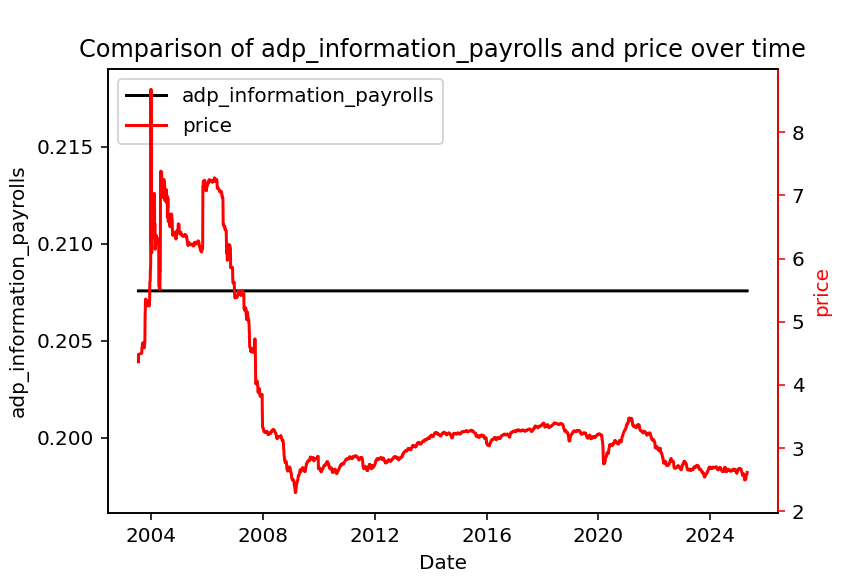 Comparison of adp_information_payrolls and price over time
adp_information_payrolls
price
0.215
0.210
0.205
0.200
adp_information_payrolls
8
7
6
5
4
3
2
price
2004 2008 2012 2016 2020 2024
Date